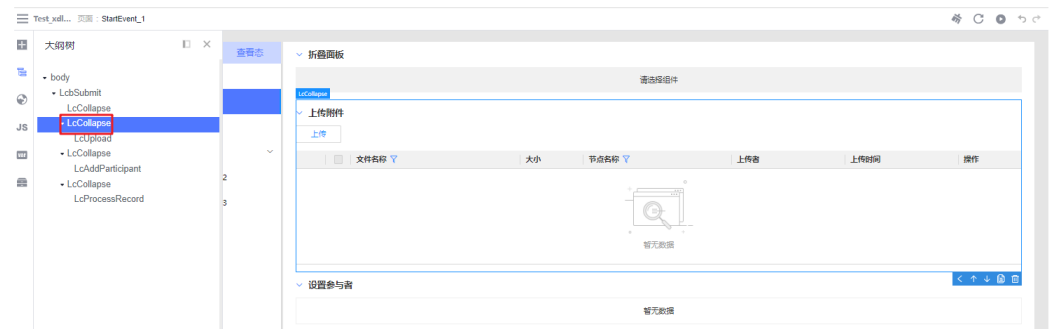 Test_xdl... 页面 : StartEvent_1
大纲树
body
LcbSubmit
LcCollapse
LcCollapse
LcUpload
LcCollapse
LcAddParticipant
LcCollapse
LcProcessRecord
JS
VAR
查看态
2
3
折叠面板
请选择组件
LcCollapse
上传附件
上传
文件名称 大小 节点名称 上传者 上传时间 操作
暂无数据
设置参与者
暂无数据